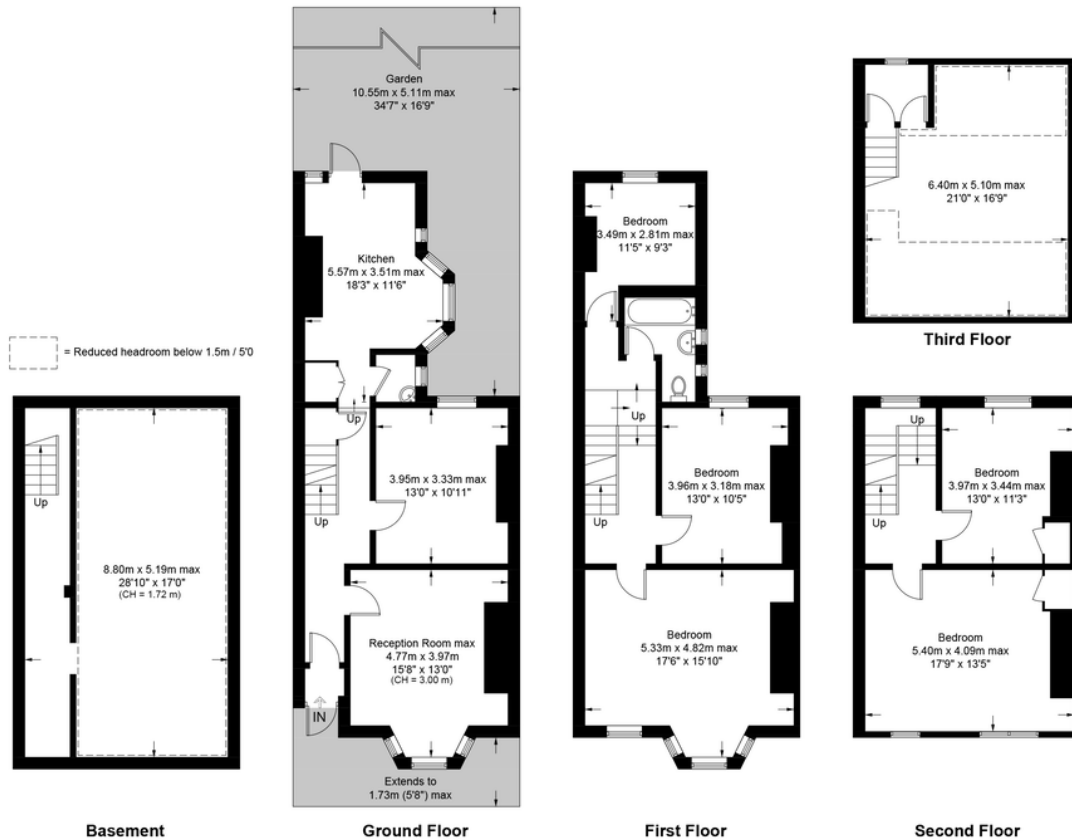 Garden
10.55m x 5.11m max
34'7" x 16'9"
6.40m x 5.10m max
21'0" x 16'9"
Third Floor
Bedroom
3.49m x 2.81m max
11'5" x 9'3"
Kitchen
5.57m x 3.51m max
18'3" x 11'6"
= Reduced headroom below 1.5m / 5'0
Up
8.80m x 5.19m max
28'10" x 17'0"
(CH = 1.72 m)
Basement
Up
Up
3.95m x 3.33m max
13'0" x 10'11"
Reception Room max
4.77m x 3.97m
15'8" x 13'0"
(CH = 3.00 m)
IN
Extends to
1.73m (5'8") max
Ground Floor
Up
Up
Bedroom
3.96m x 3.18m max
13'0" x 10'5"
Bedroom
5.33m x 4.82m max
17'6" x 15'10"
First Floor
Up
Up
Bedroom
3.97m x 3.44m max
13'0" x 11'3"
Bedroom
5.40m x 4.09m max
17'9" x 13'5"
Second Floor